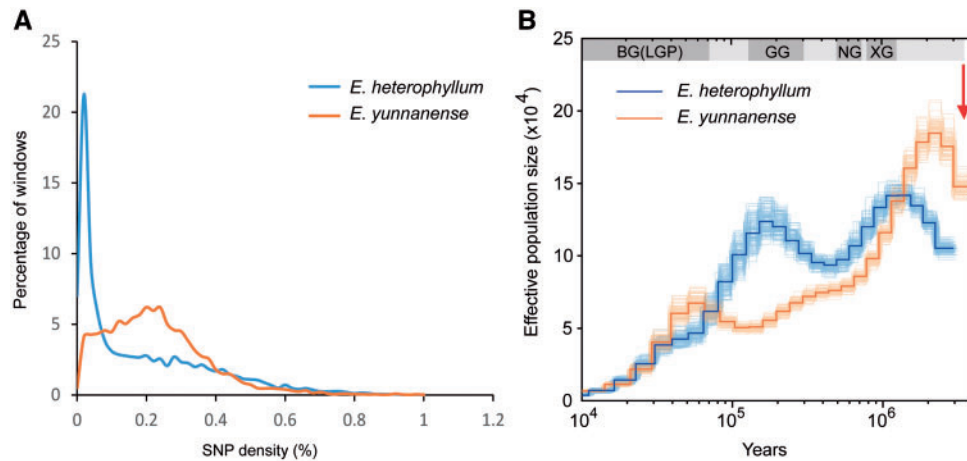 A
25
20
15
10
5
0
Percentage of windows
E. heterophyllum
E. yunnanense
0
0.2
0.4
0.6
0.8
1
1.2
SNP density (%)
B
25
20
15
10
5
0
Effective population size (x10⁴)
BG(LGP)
GG
NG
XG
E. heterophyllum
E. yunnanense
10⁴
10⁵
10⁶
Years